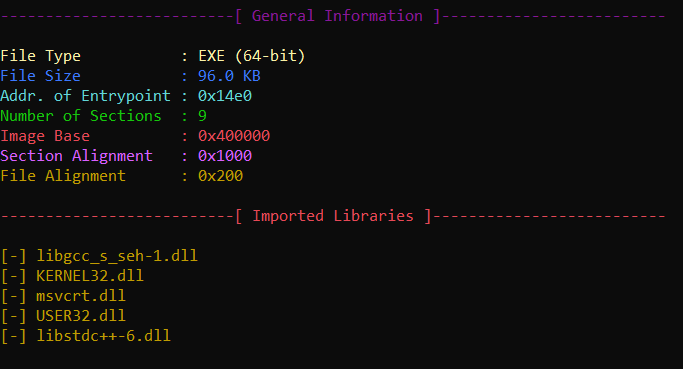 --------------------------[ General Information ]-------------------------
File Type           : EXE (64-bit)
File Size           : 96.0 KB
Addr. of Entrypoint : 0x14e0
Number of Sections  : 9
Image Base          : 0x400000
Section Alignment   : 0x1000
File Alignment      : 0x200
--------------------------[ Imported Libraries ]--------------------------
[-] libgcc_s_seh-1.dll
[-] KERNEL32.dll
[-] msvcrt.dll
[-] USER32.dll
[-] libstdc++-6.dll